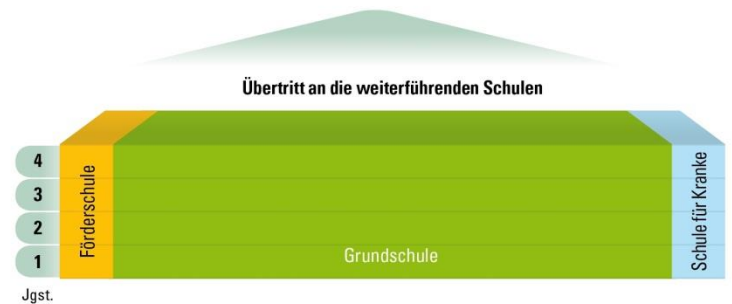 Übertritt an die weiterführenden Schulen
4
3
2
1
Jgst.
Förderschule
Grundschule
Schule für Kranke